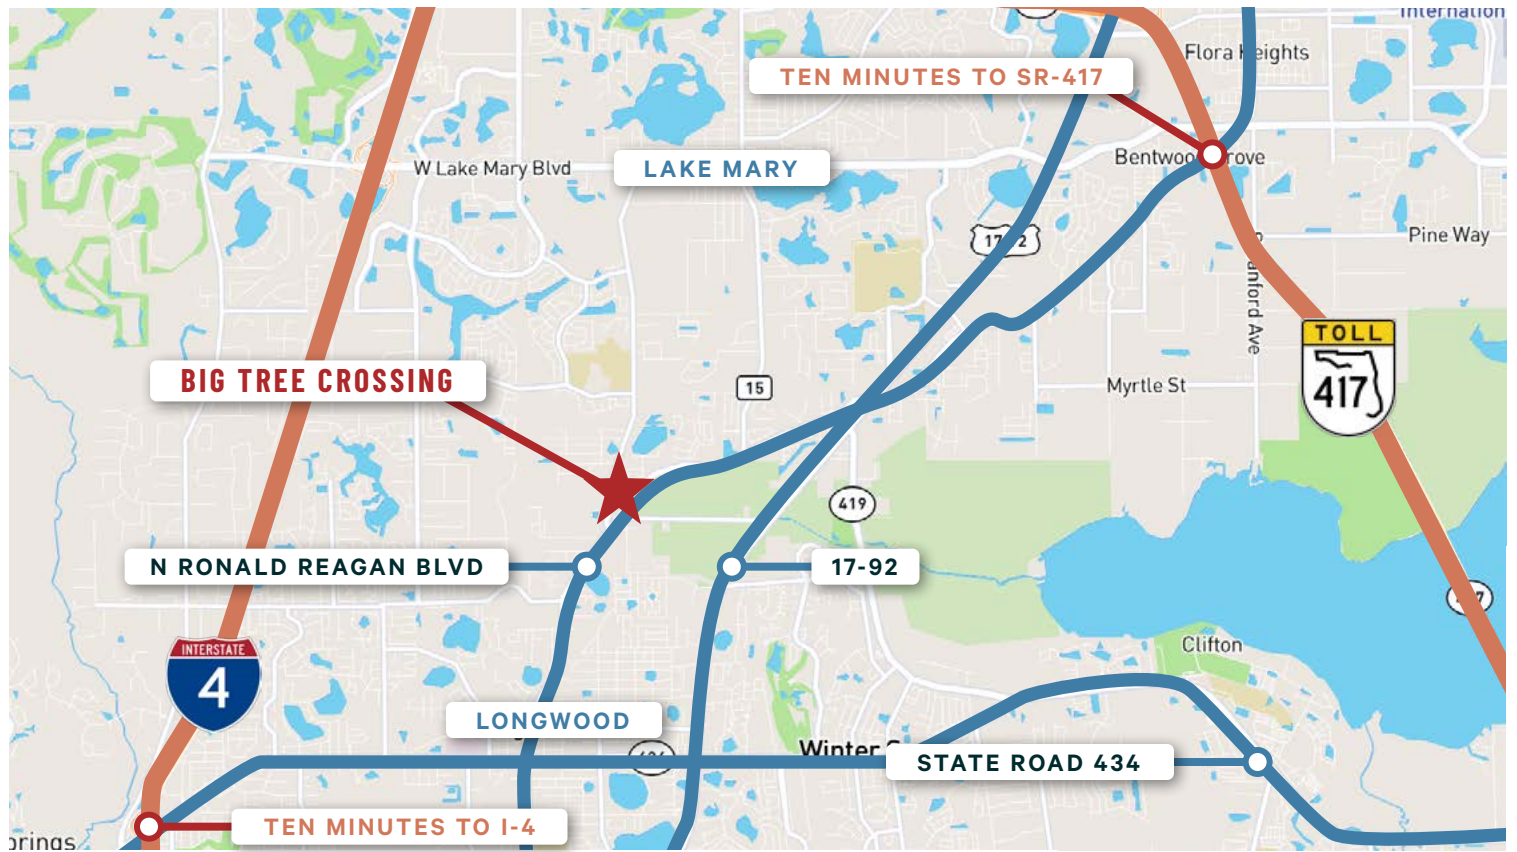 Internation
Flora Heights
TEN MINUTES TO SR-417
W Lake Mary Blvd
LAKE MARY
Pine Way
TOLL
417
BIG TREE CROSSING
15
Myrtle St
419
N RONALD REAGAN BLVD
17-92
INTERSTATE
4
Clifton
LONGWOOD
Winter
STATE ROAD 434
TEN MINUTES TO I-4